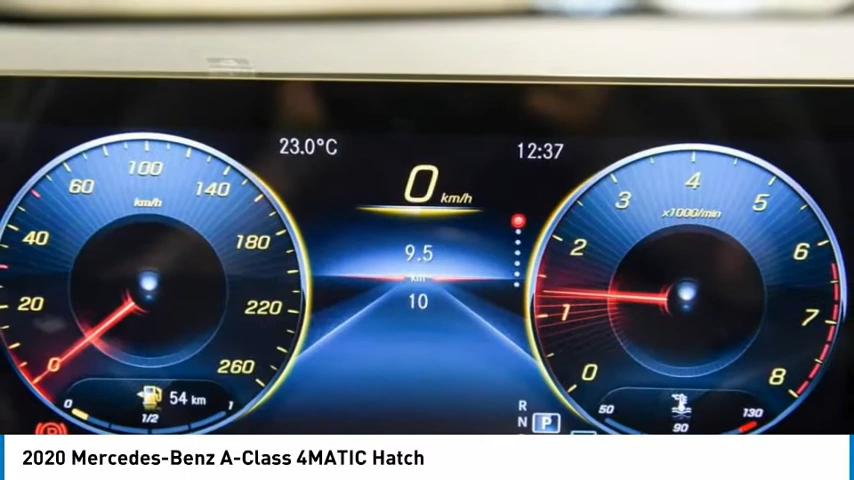 23.0°C
12:37
0 km/h
100
60
140
km/h
40
180
20
220
0
260
9.5
km
10
4
3
5
x1000/min
2
6
1
7
0
8
0
1/2
1
54 km
R
N
P
50
90
130
2020 Mercedes-Benz A-Class 4MATIC Hatch